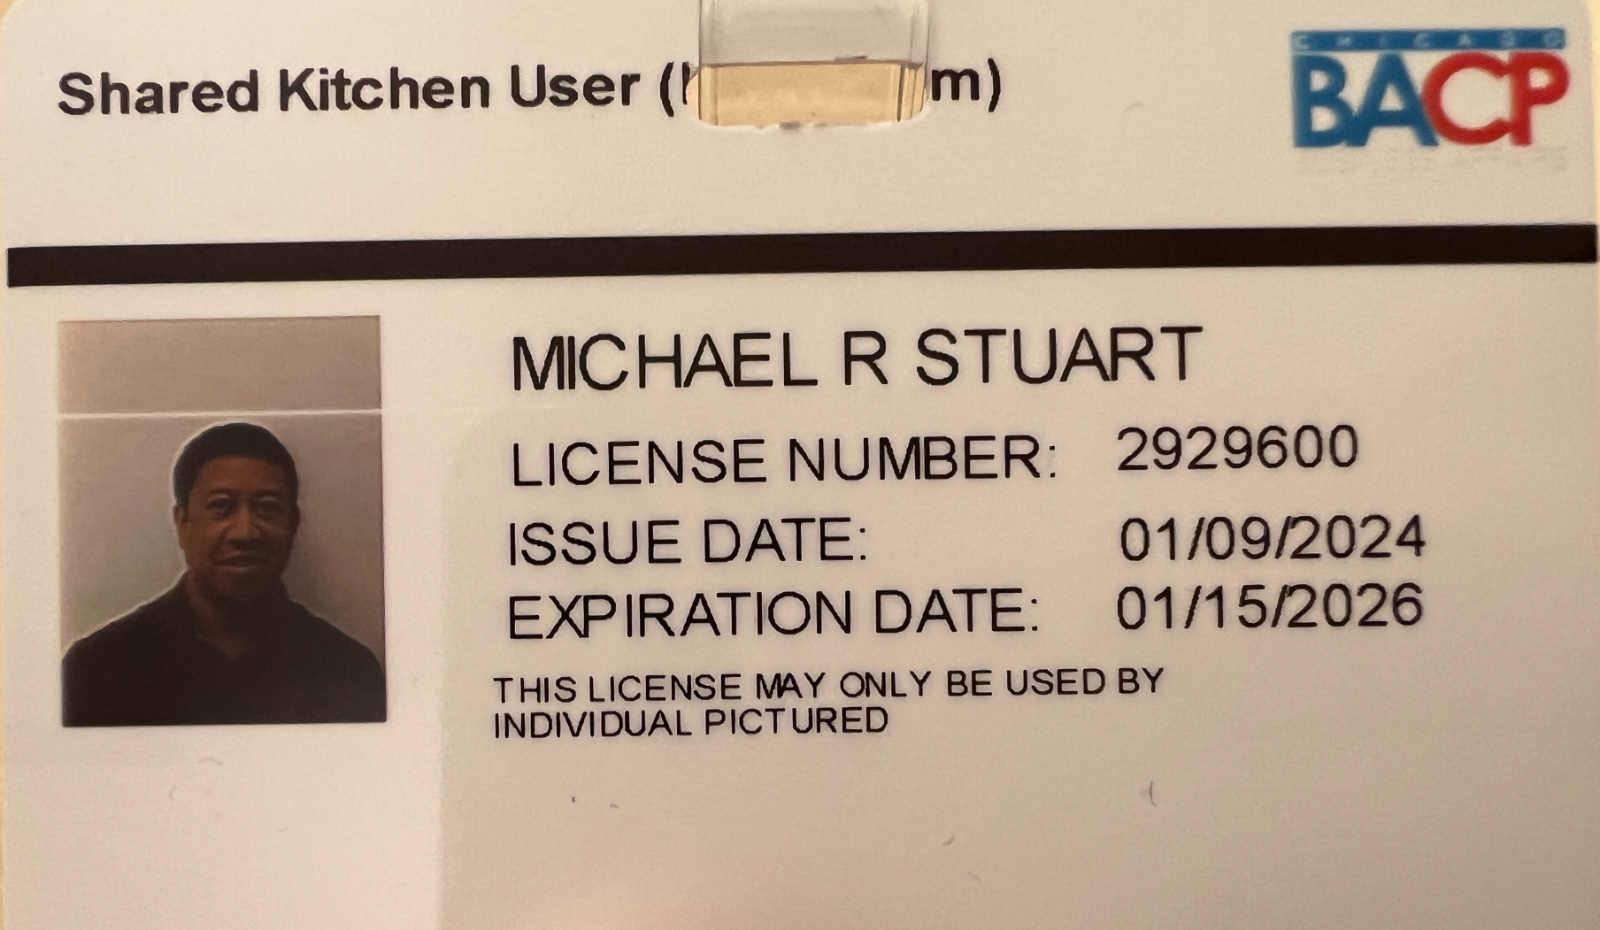 Shared Kitchen User (
CHICAGO
BACP
MICHAEL R STUART
LICENSE NUMBER: 2929600
ISSUE DATE: 01/09/2024
EXPIRATION DATE: 01/15/2026
THIS LICENSE MAY ONLY BE USED BY
INDIVIDUAL PICTURED